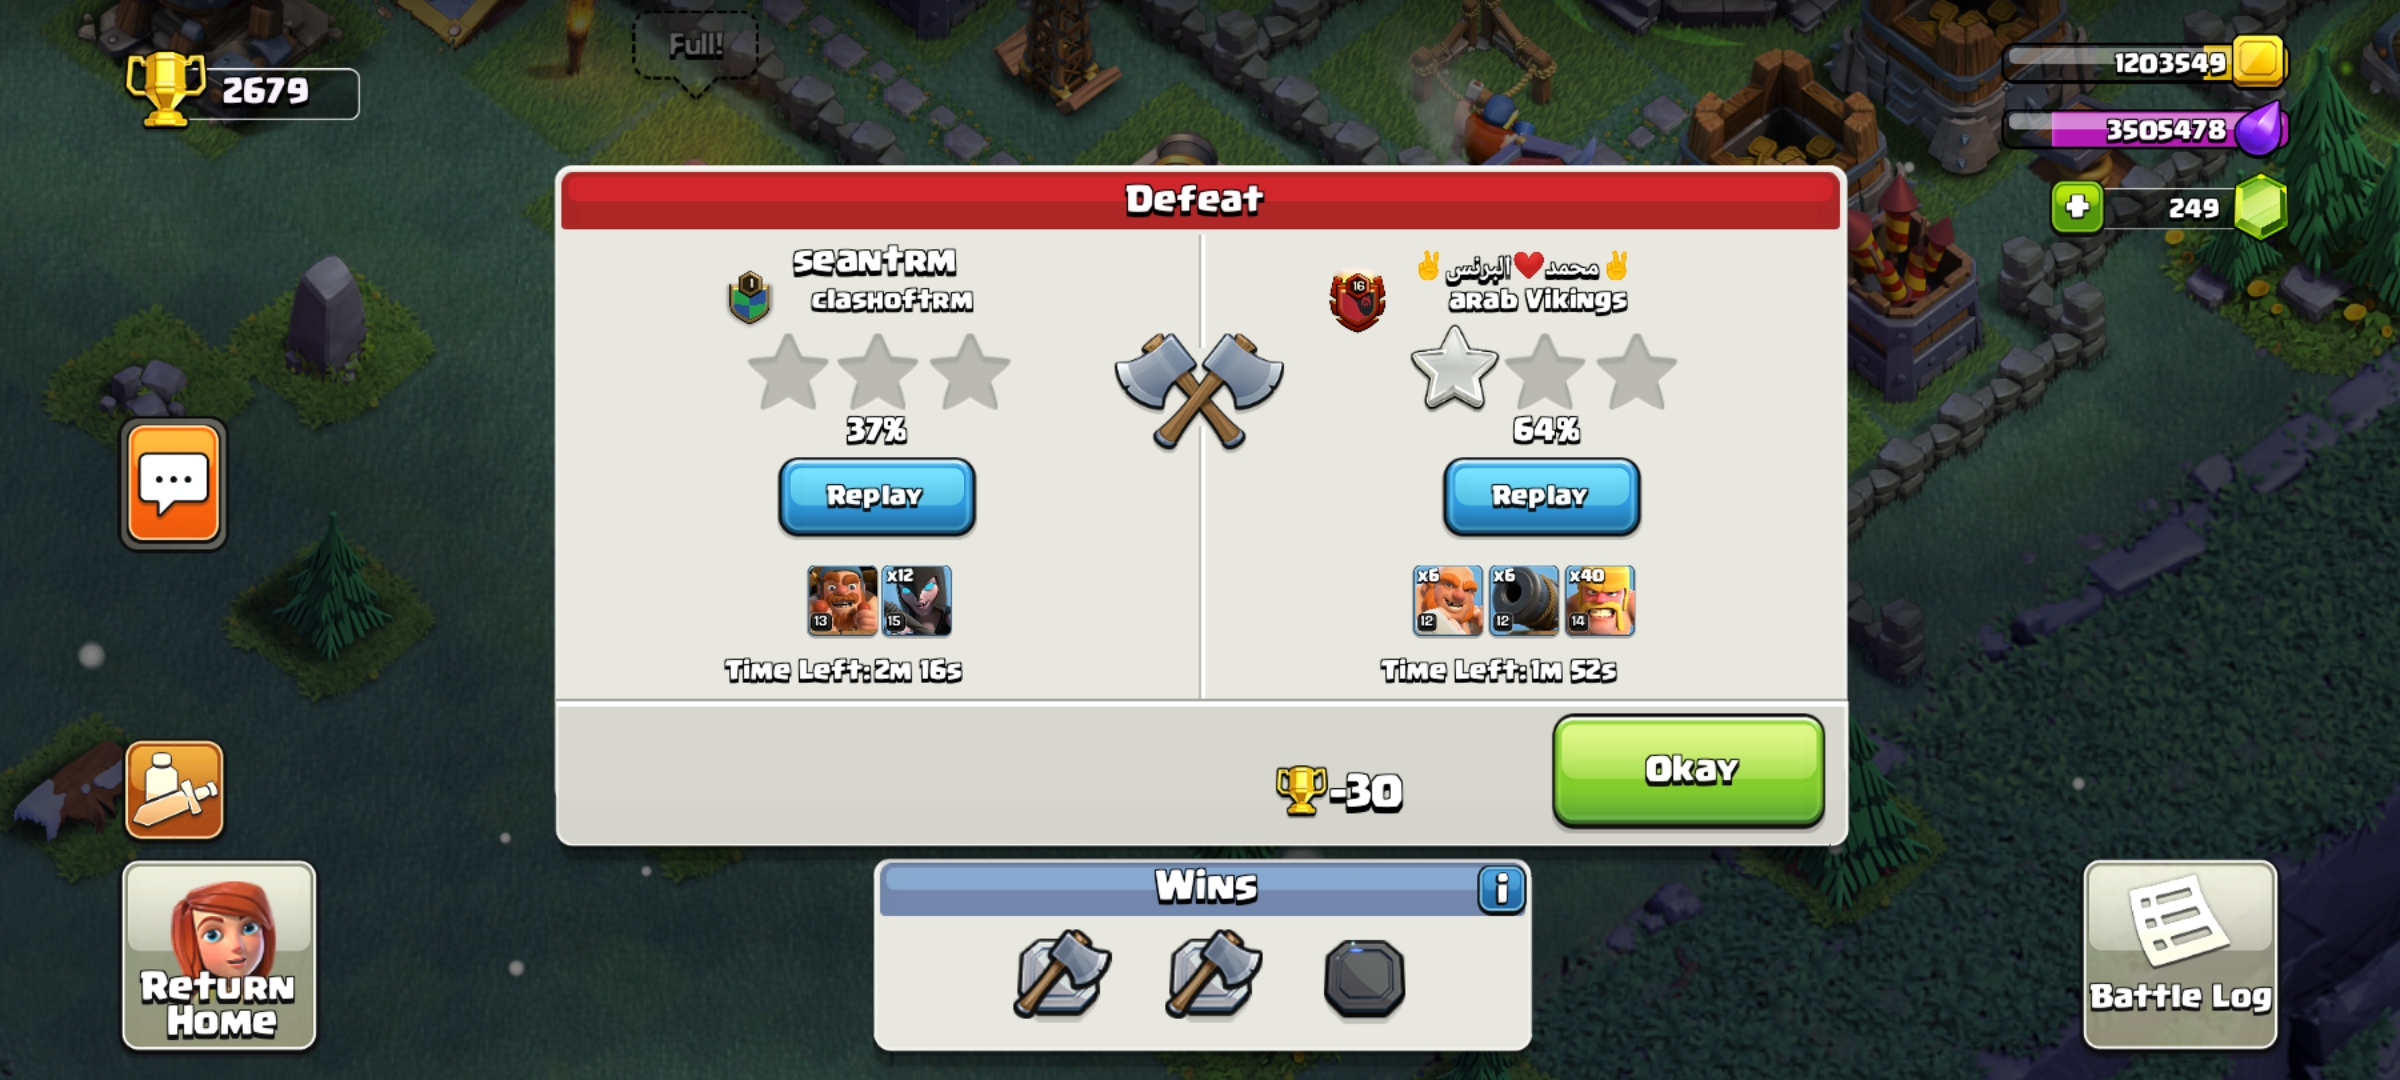 Full!
2679
1203549
3505478
249
Defeat
seantrm
clashoftrm
1
37%
Replay
13
x12
15
Time Left: 2m 16s
✌️محمد❤️البرنس✌️
arab Vikings
16
64%
Replay
x6
12
x6
12
x40
14
Time Left: 1m 52s
-30
Okay
Wins
i
Return
Home
Battle Log